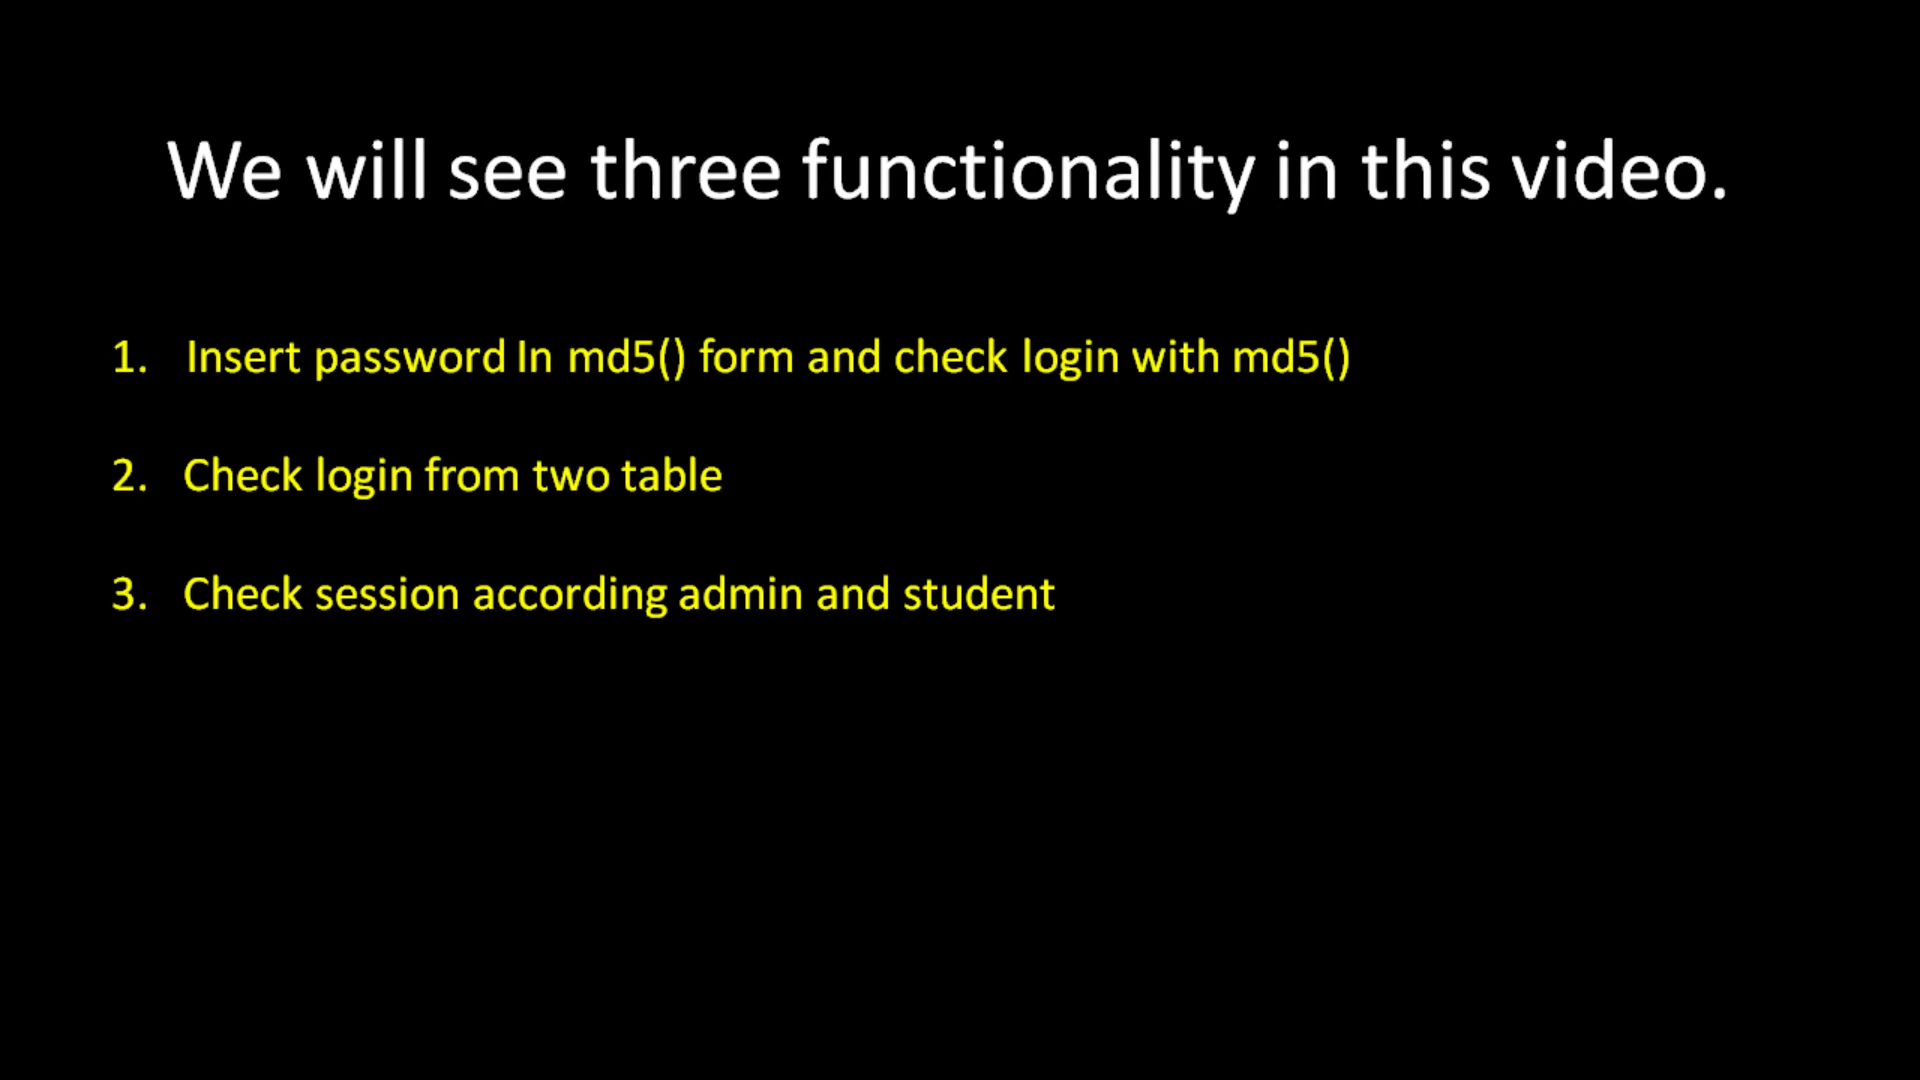 We will see three functionality in this video.
1. Insert password In md5() form and check login with md5()
2. Check login from two table
3. Check session according admin and student